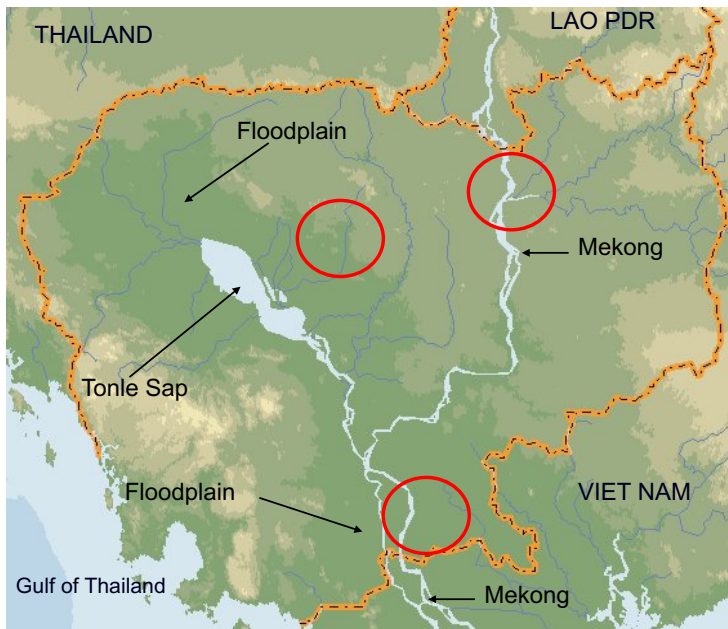 THAILAND
LAO PDR
Floodplain
Mekong
Tonle Sap
Floodplain
VIET NAM
Gulf of Thailand
Mekong